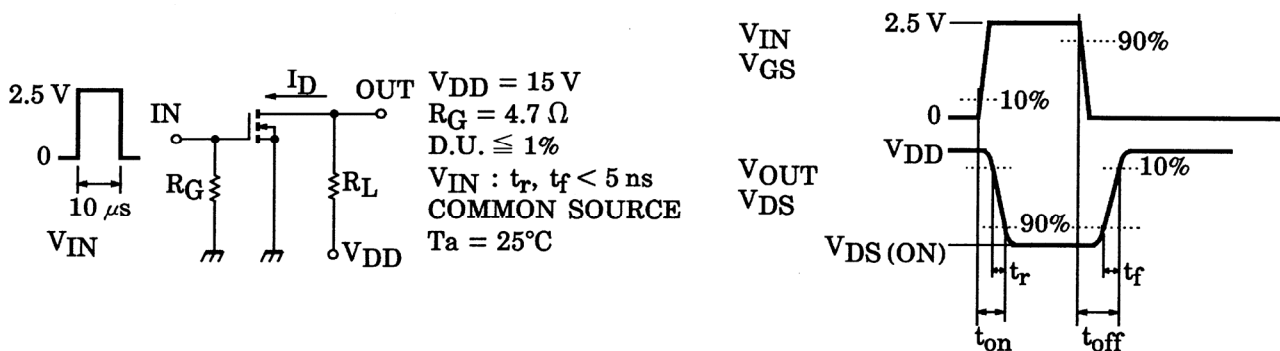 2.5 V
0
10 μs
V_IN
IN
R_G
I_D
OUT
R_L
V_DD
V_DD = 15 V
R_G = 4.7 Ω
D.U. ≦ 1%
V_IN : t_r, t_f < 5 ns
COMMON SOURCE
Ta = 25°C
V_IN
V_GS
2.5 V
90%
10%
0
V_OUT
V_DS
V_DD
10%
90%
V_DS (ON)
t_r
t_f
t_on
t_off